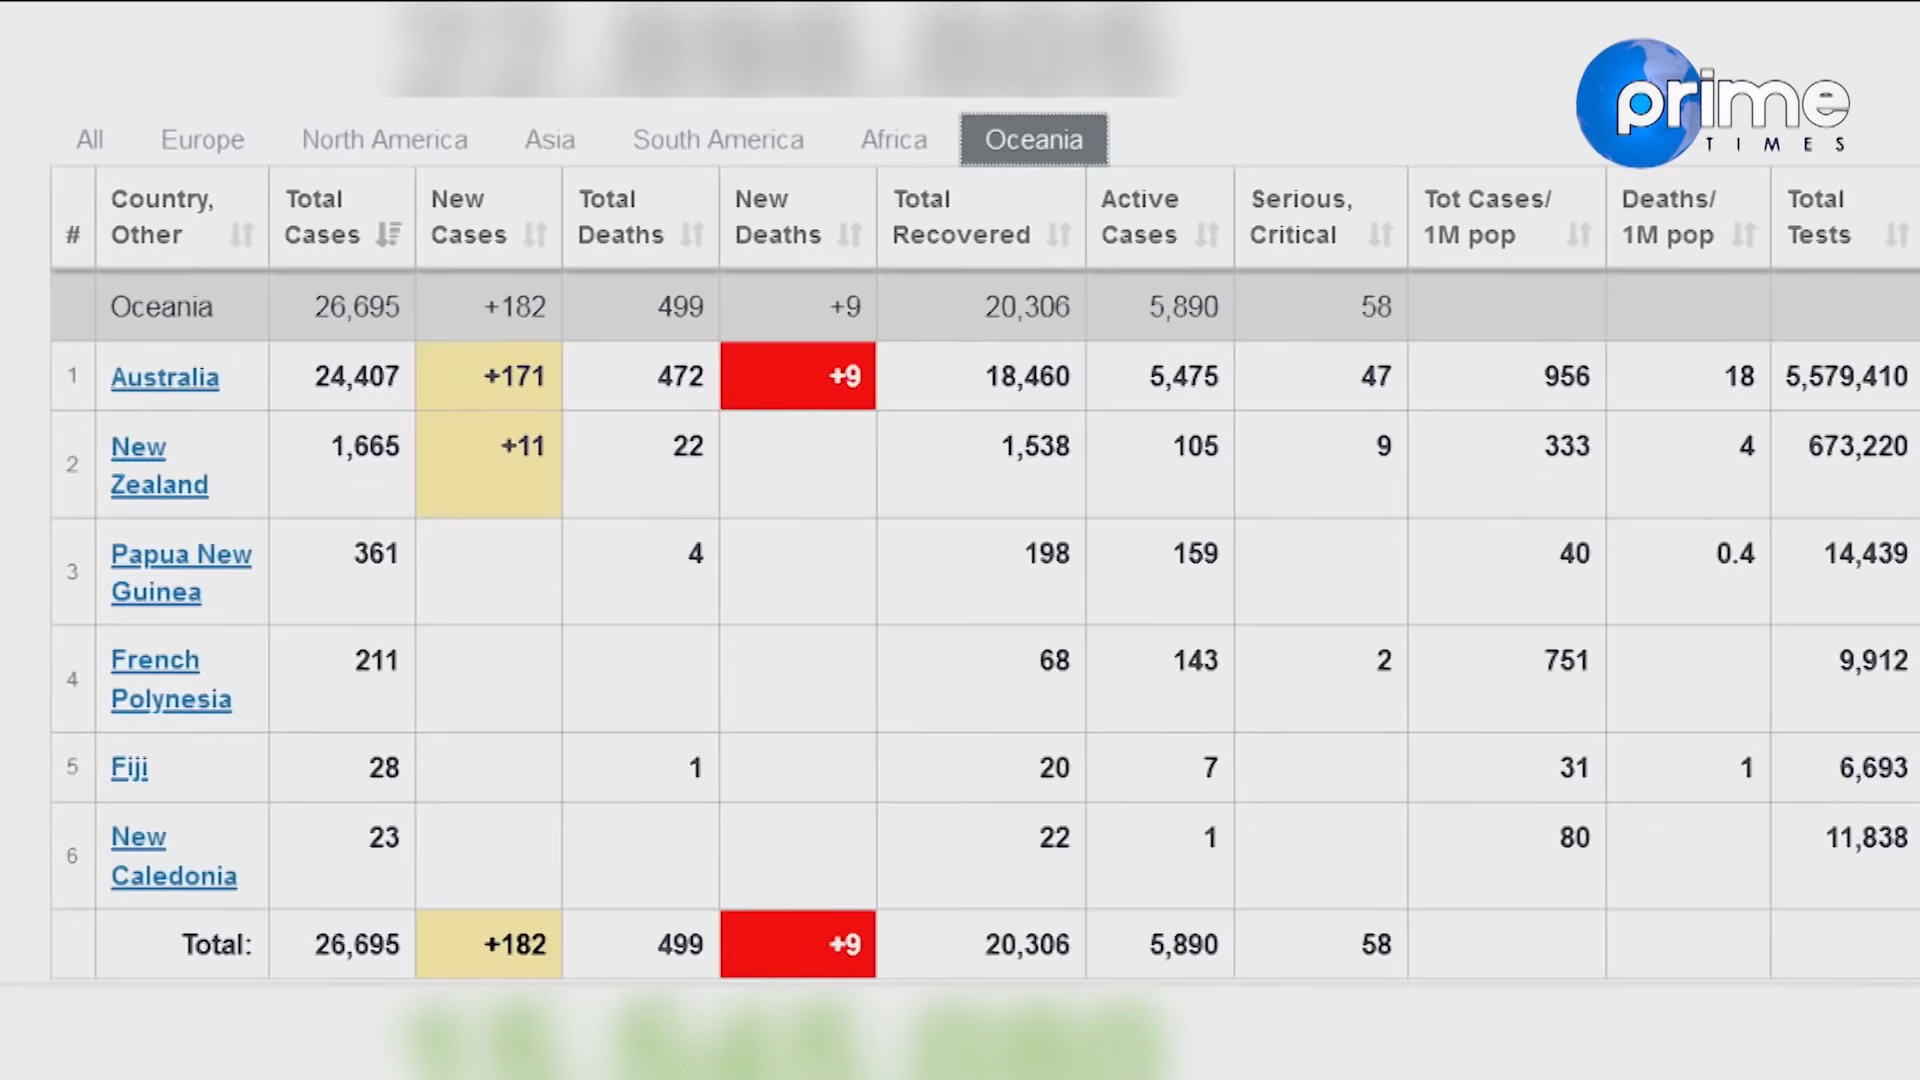 prime
TIMES
All Europe North America Asia South America Africa Oceania
# Country, Other Total Cases New Cases Total Deaths New Deaths Total Recovered Active Cases Serious, Critical Tot Cases/ 1M pop Deaths/ 1M pop Total Tests
Oceania 26,695 +182 499 +9 20,306 5,890 58
1 Australia 24,407 +171 472 +9 18,460 5,475 47 956 18 5,579,410
2 New Zealand 1,665 +11 22 1,538 105 9 333 4 673,220
3 Papua New Guinea 361 4 198 159 40 0.4 14,439
4 French Polynesia 211 68 143 2 751 9,912
5 Fiji 28 1 20 7 31 1 6,693
6 New Caledonia 23 22 1 80 11,838
Total: 26,695 +182 499 +9 20,306 5,890 58